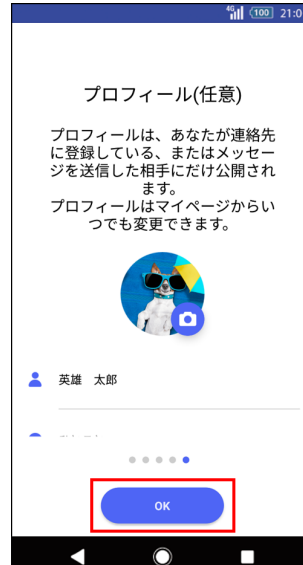 4G 100 21:0
プロフィール(任意)
プロフィールは、あなたが連絡先
に登録している、またはメッセー
ジを送信した相手にだけ公開され
ます。
プロフィールはマイページからい
つでも変更できます。
英雄 太郎
OK